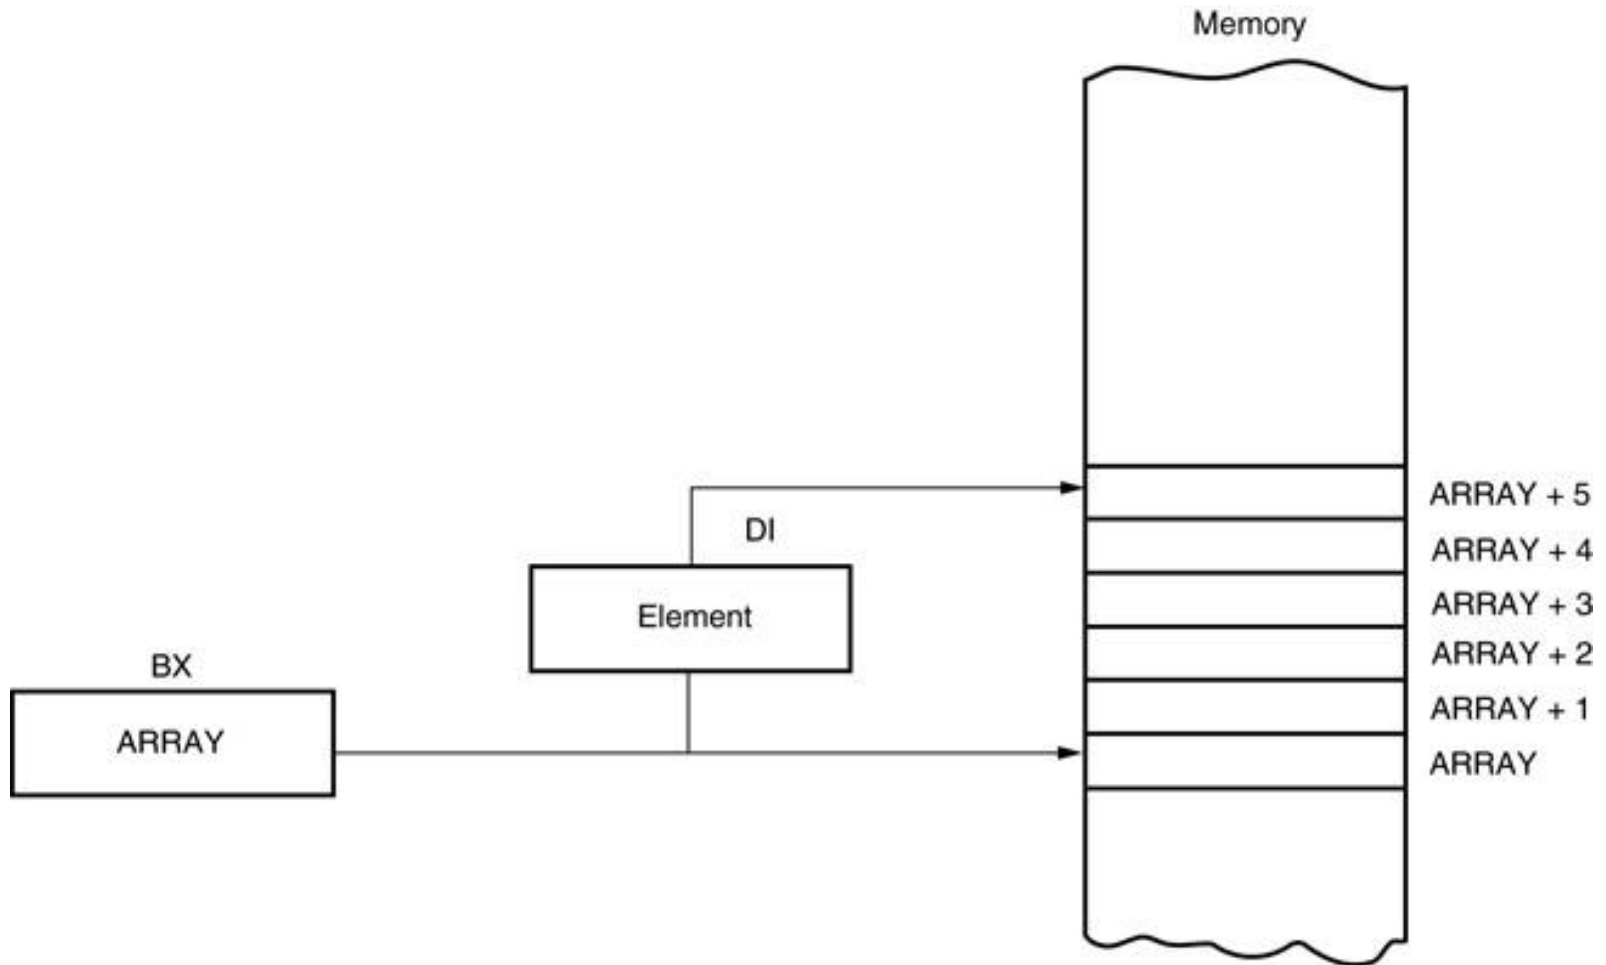 Memory
ARRAY + 5
DI
ARRAY + 4
Element
ARRAY + 3
BX
ARRAY + 2
ARRAY + 1
ARRAY
ARRAY